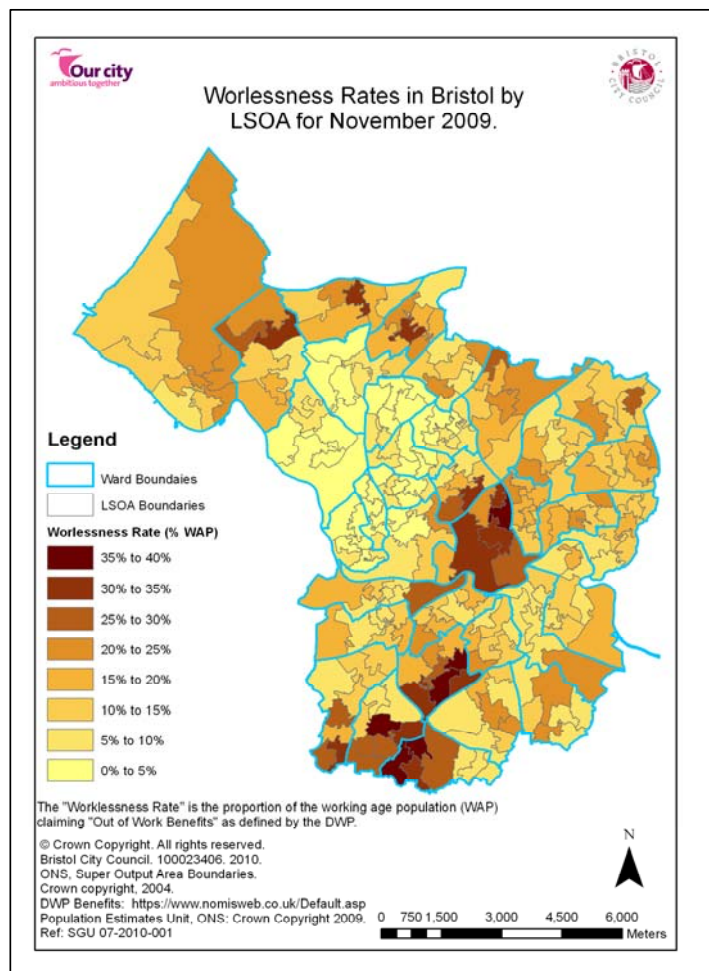 Our city
ambitious together
BRISTOL
CITY COUNCIL
Worlessness Rates in Bristol by
LSOA for November 2009.
Legend
Ward Boundaies
LSOA Boundaries
Worlessness Rate (% WAP)
35% to 40%
30% to 35%
25% to 30%
20% to 25%
15% to 20%
10% to 15%
5% to 10%
0% to 5%
The "Worklessness Rate" is the proportion of the working age population (WAP)
claiming "Out of Work Benefits" as defined by the DWP.
© Crown Copyright. All rights reserved.
Bristol City Council. 100023406. 2010.
ONS, Super Output Area Boundaries.
Crown copyright, 2004.
DWP Benefits: https://www.nomisweb.co.uk/Default.asp
Population Estimates Unit, ONS: Crown Copyright 2009.
Ref: SGU 07-2010-001
N
0 750 1,500 3,000 4,500 6,000
Meters